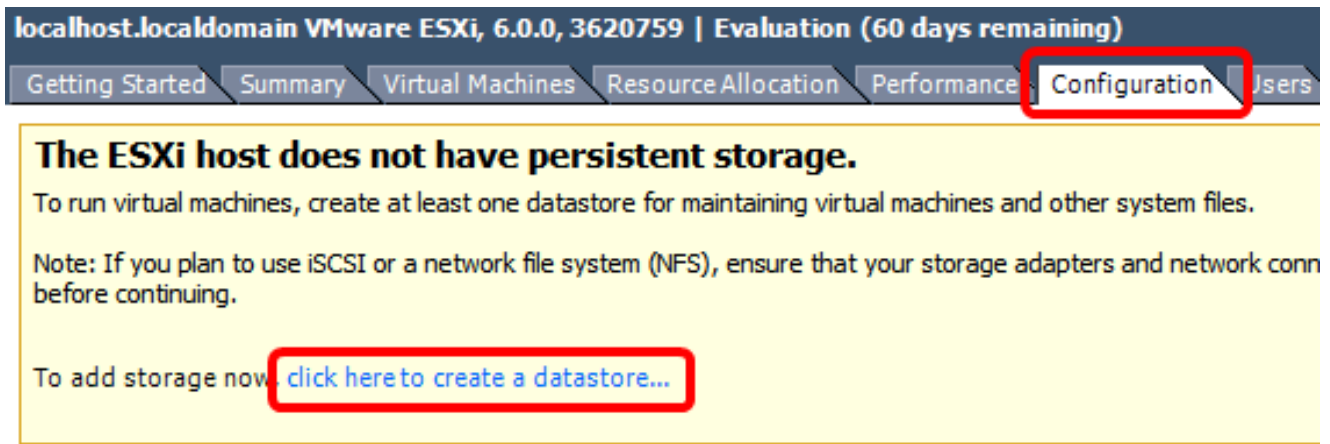 localhost.localdomain VMware ESXi, 6.0.0, 3620759 | Evaluation (60 days remaining)
Getting Started Summary Virtual Machines Resource Allocation Performance Configuration Users
The ESXi host does not have persistent storage.
To run virtual machines, create at least one datastore for maintaining virtual machines and other system files.
Note: If you plan to use iSCSI or a network file system (NFS), ensure that your storage adapters and network conn
before continuing.
To add storage now, click here to create a datastore...